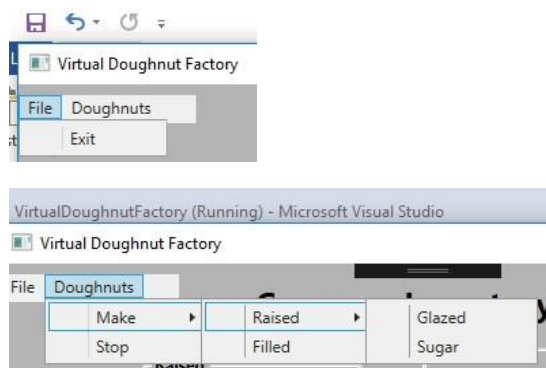 Virtual Doughnut Factory
File Doughnuts
Exit
VirtualDoughnutFactory (Running) - Microsoft Visual Studio
Virtual Doughnut Factory
File Doughnuts
Make Raised Glazed
Stop Filled Sugar
Raised